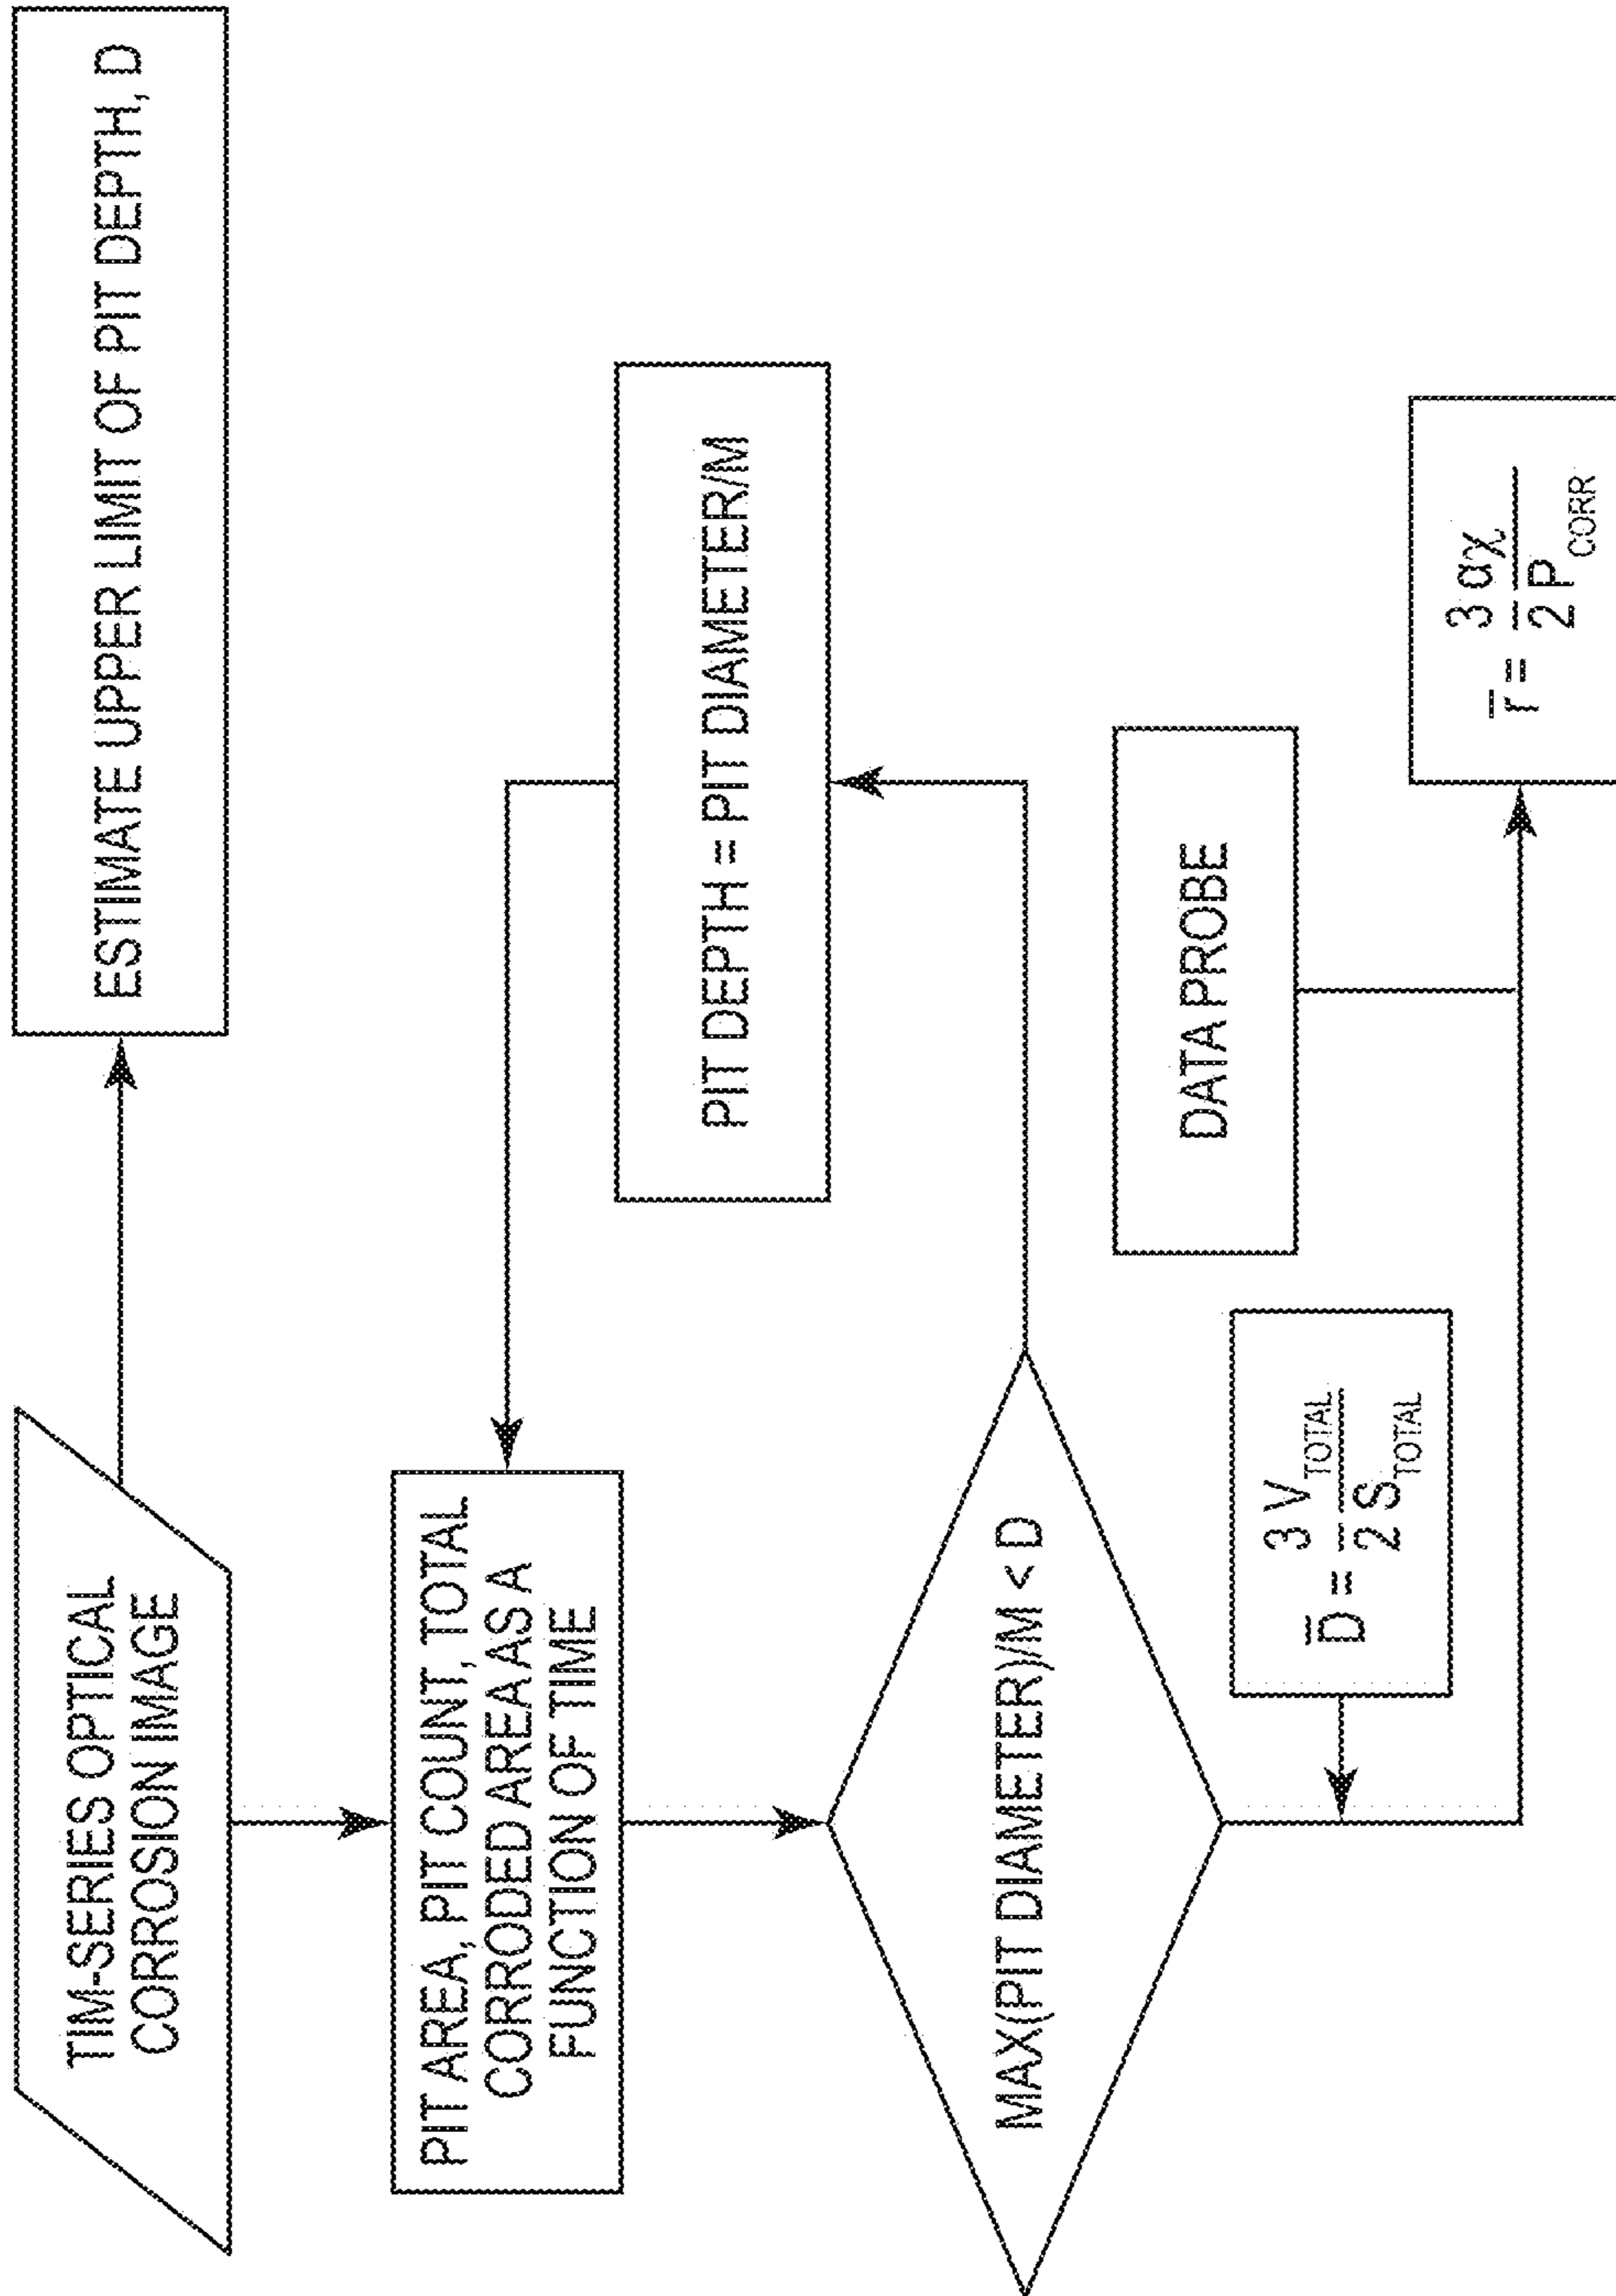 TIM-SERIES OPTICAL
CORROSION IMAGE
ESTIMATE UPPER LIMIT OF PIT DEPTH, D
PIT AREA, PIT COUNT, TOTAL
CORRODED AREA AS A
FUNCTION OF TIME
PIT DEPTH = PIT DIAMETER/M
MAX(PIT DIAMETER)/M < D
DATA PROBE
D̅ = 3 V_TOTAL / 2 S_TOTAL
r̅ = 3 αχ / 2 P_CORR